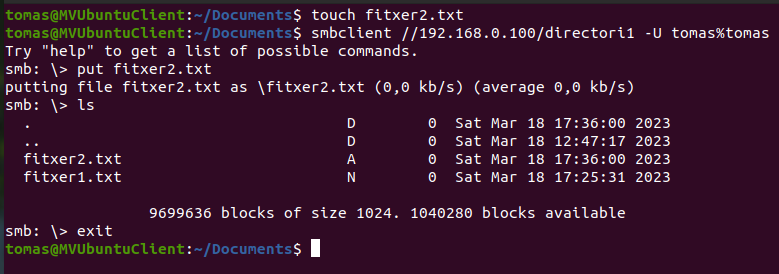 tomas@MVUbuntuClient:~/Documents$ touch fitxer2.txt
tomas@MVUbuntuClient:~/Documents$ smbclient //192.168.0.100/directori1 -U tomas%tomas
Try "help" to get a list of possible commands.
smb: \> put fitxer2.txt
putting file fitxer2.txt as \fitxer2.txt (0,0 kb/s) (average 0,0 kb/s)
smb: \> ls
  .                                   D        0  Sat Mar 18 17:36:00 2023
  ..                                  D        0  Sat Mar 18 12:47:17 2023
  fitxer2.txt                         A        0  Sat Mar 18 17:36:00 2023
  fitxer1.txt                         N        0  Sat Mar 18 17:25:31 2023
                9699636 blocks of size 1024. 1040280 blocks available
smb: \> exit
tomas@MVUbuntuClient:~/Documents$